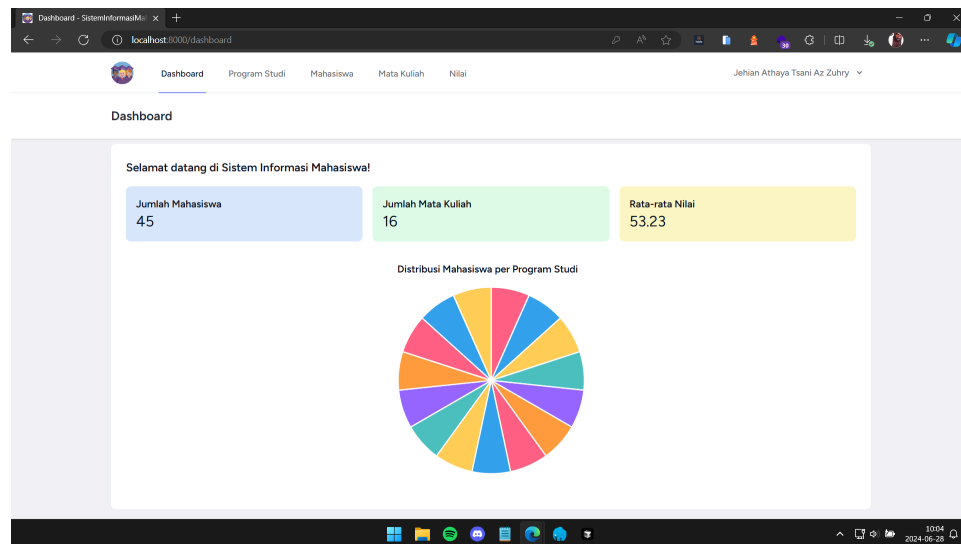 Dashboard - SistemInformasiMa
localhost:8000/dashboard
30
Dashboard Program Studi Mahasiswa Mata Kuliah Nilai Jehian Athaya Tsani Az Zuhry
Dashboard
Selamat datang di Sistem Informasi Mahasiswa!
Jumlah Mahasiswa
45
Jumlah Mata Kuliah
16
Rata-rata Nilai
53.23
Distribusi Mahasiswa per Program Studi
10:04
2024-06-28